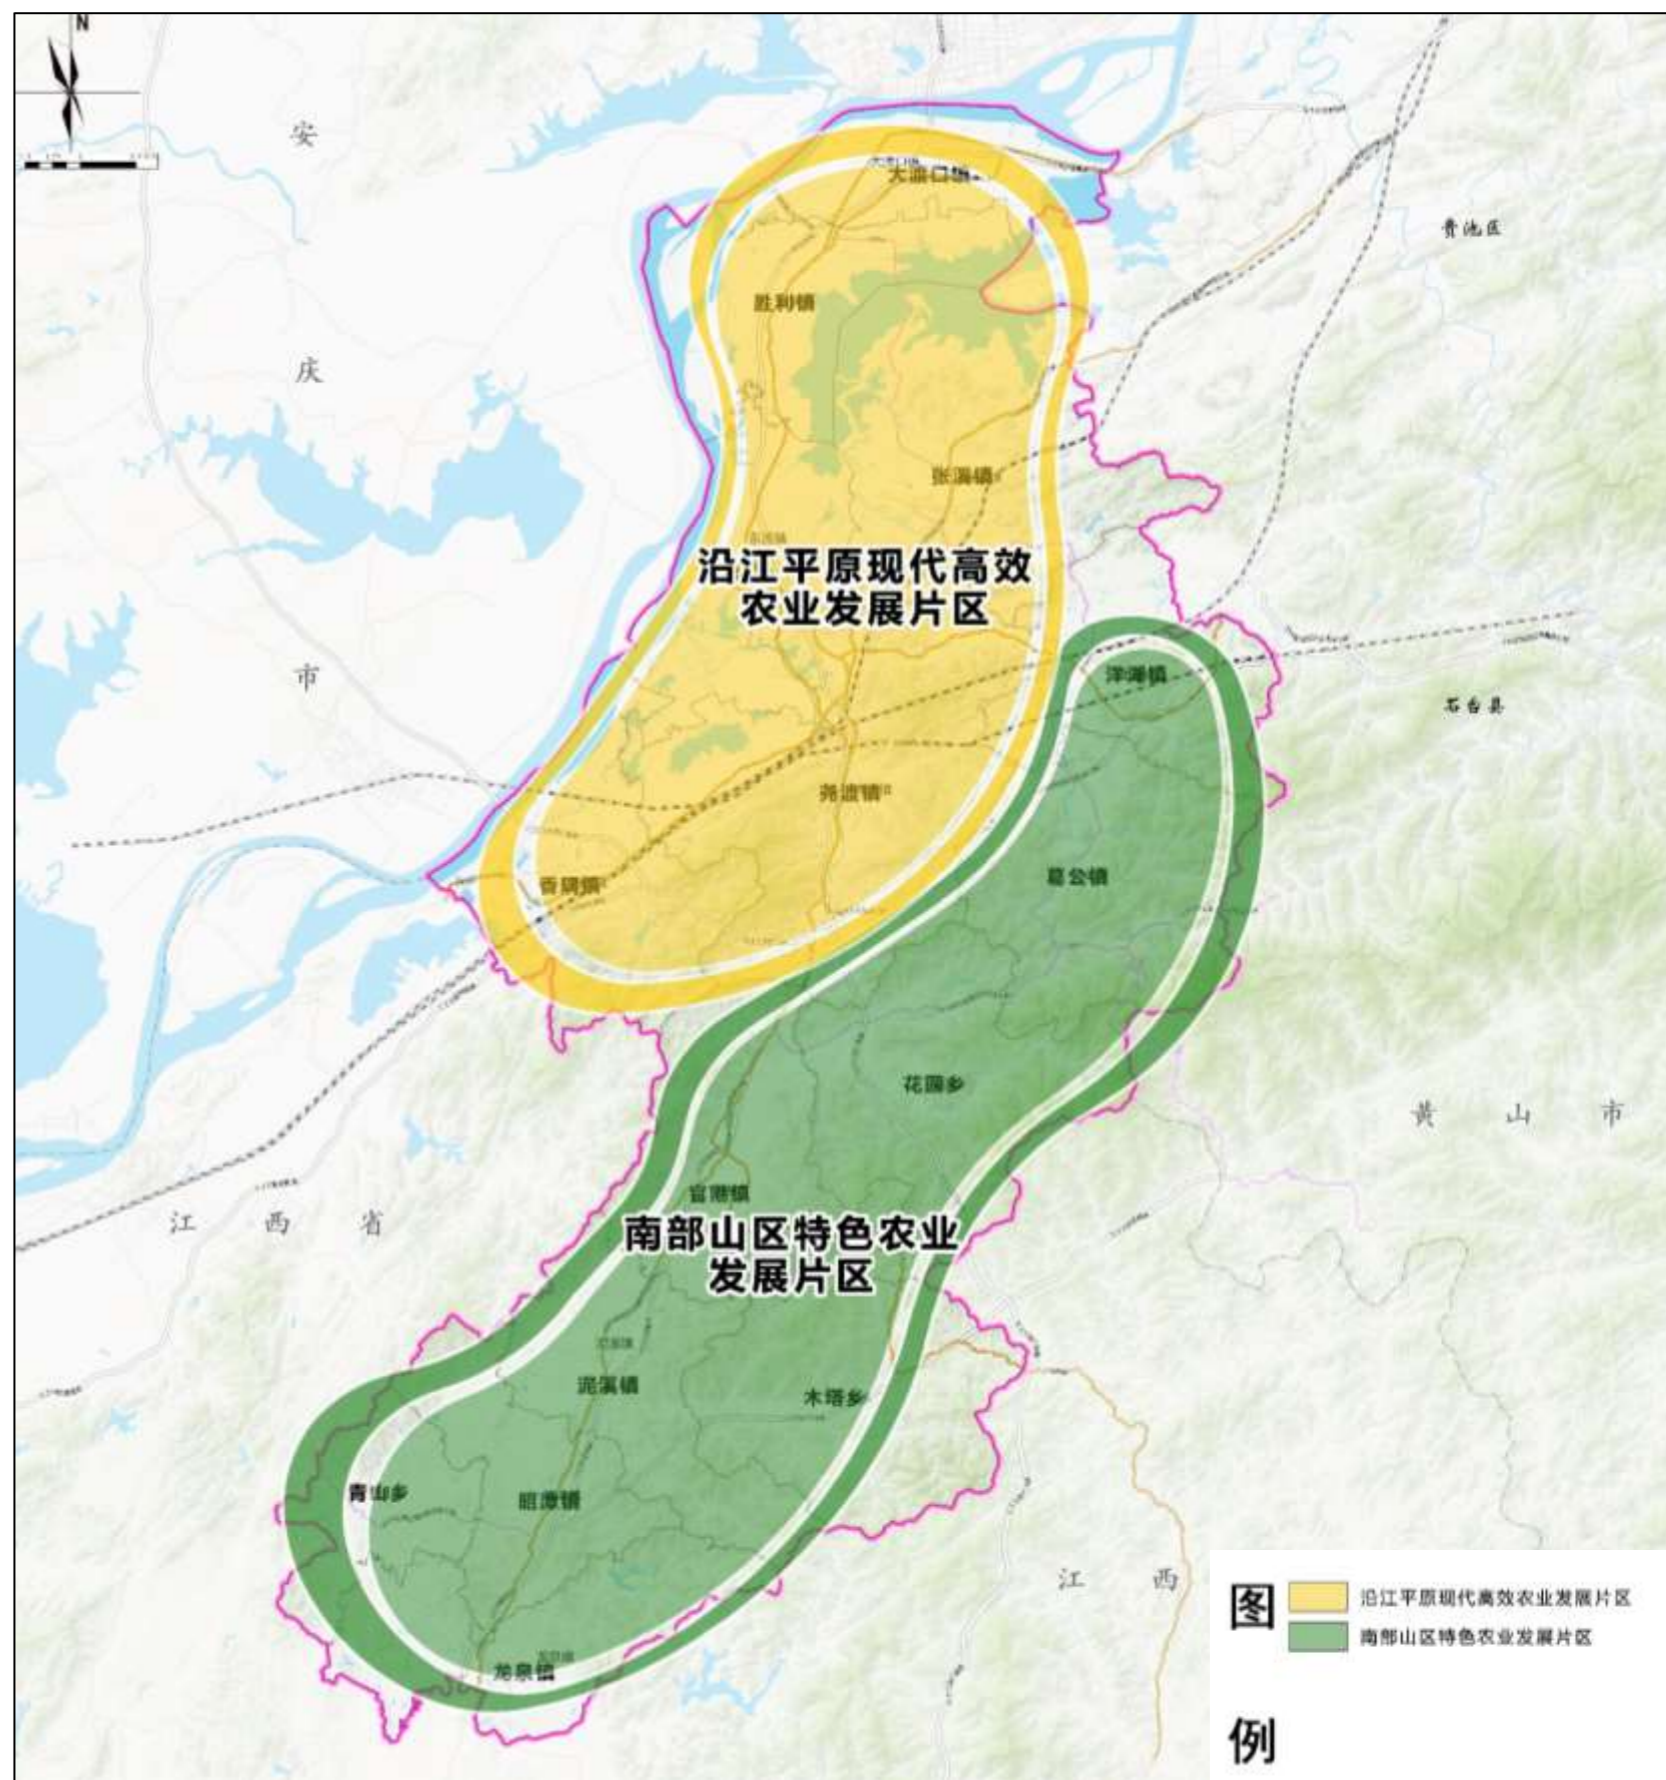 N
安
庆
市
大渡口镇
贵池区
胜利镇
张溪镇
东流镇
沿江平原现代高效
农业发展片区
洋湖镇
石台县
尧渡镇
香隅镇
葛公镇
花园乡
黄 山 市
江 西 省
官港镇
南部山区特色农业
发展片区
泥溪镇
木塔乡
青山乡
昭潭镇
龙泉镇
江 西
图
例
沿江平原现代高效农业发展片区
南部山区特色农业发展片区